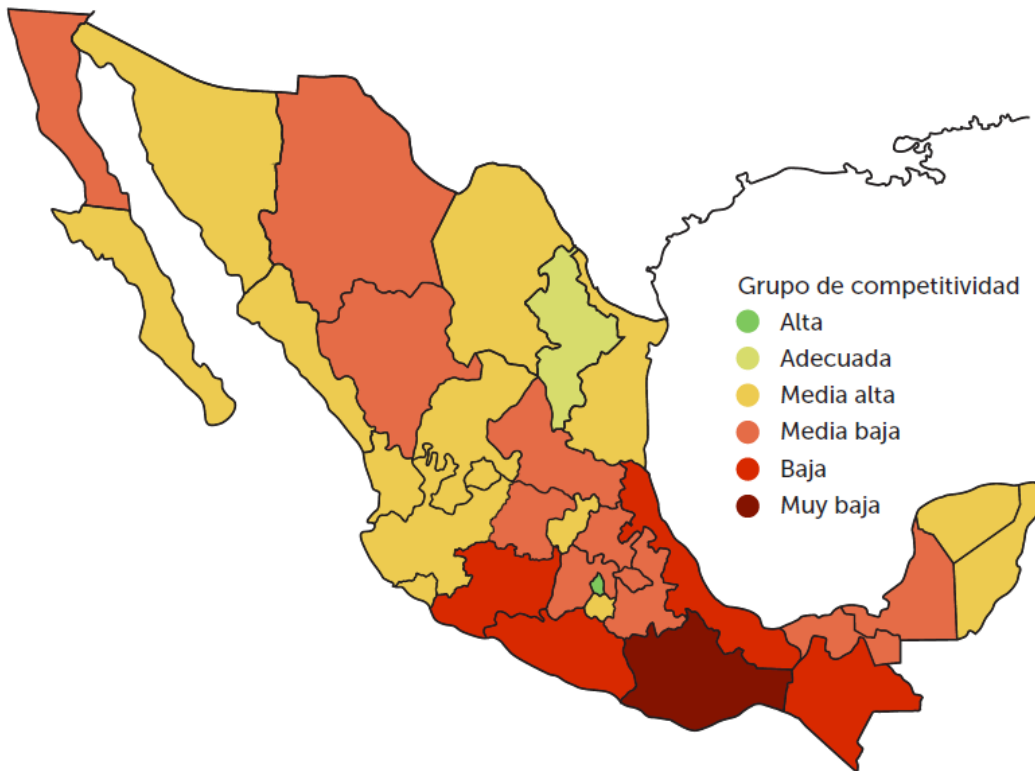 Grupo de competitividad
Alta
Adecuada
Media alta
Media baja
Baja
Muy baja